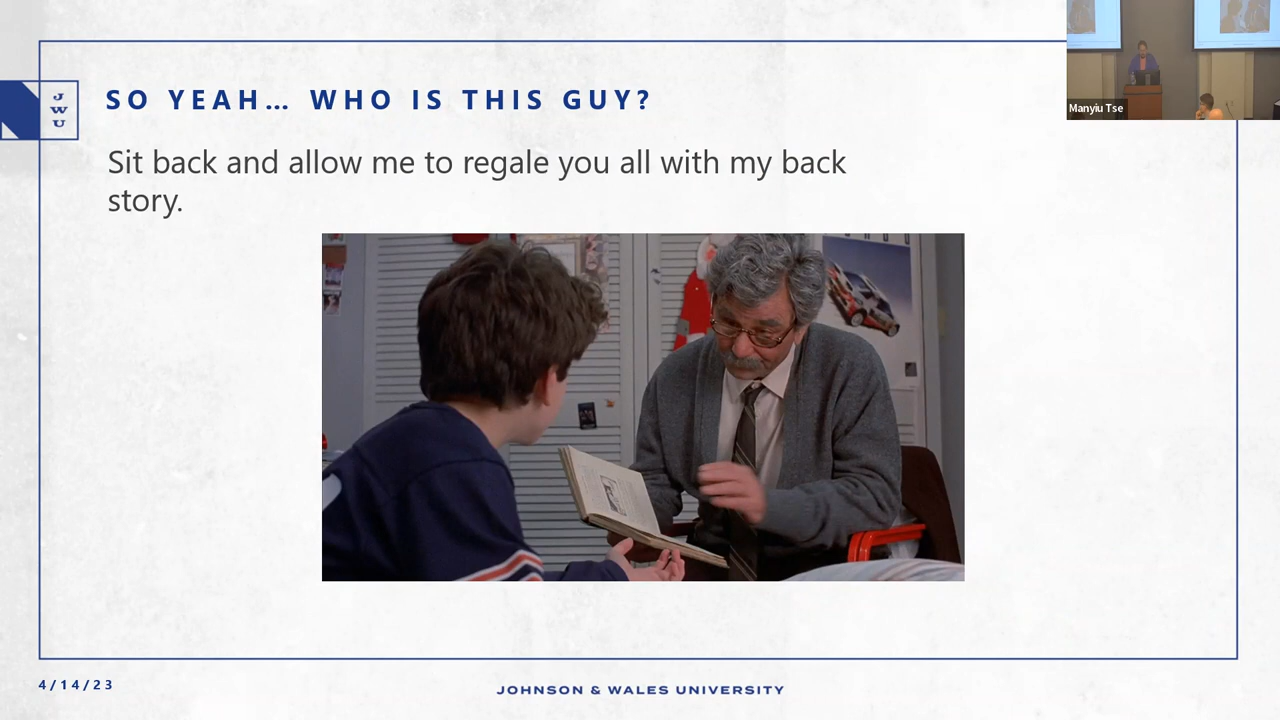 SO YEAH… WHO IS THIS GUY?
Manyiu Tse
J
W
U
Sit back and allow me to regale you all with my back
story.
4/14/23
JOHNSON & WALES UNIVERSITY